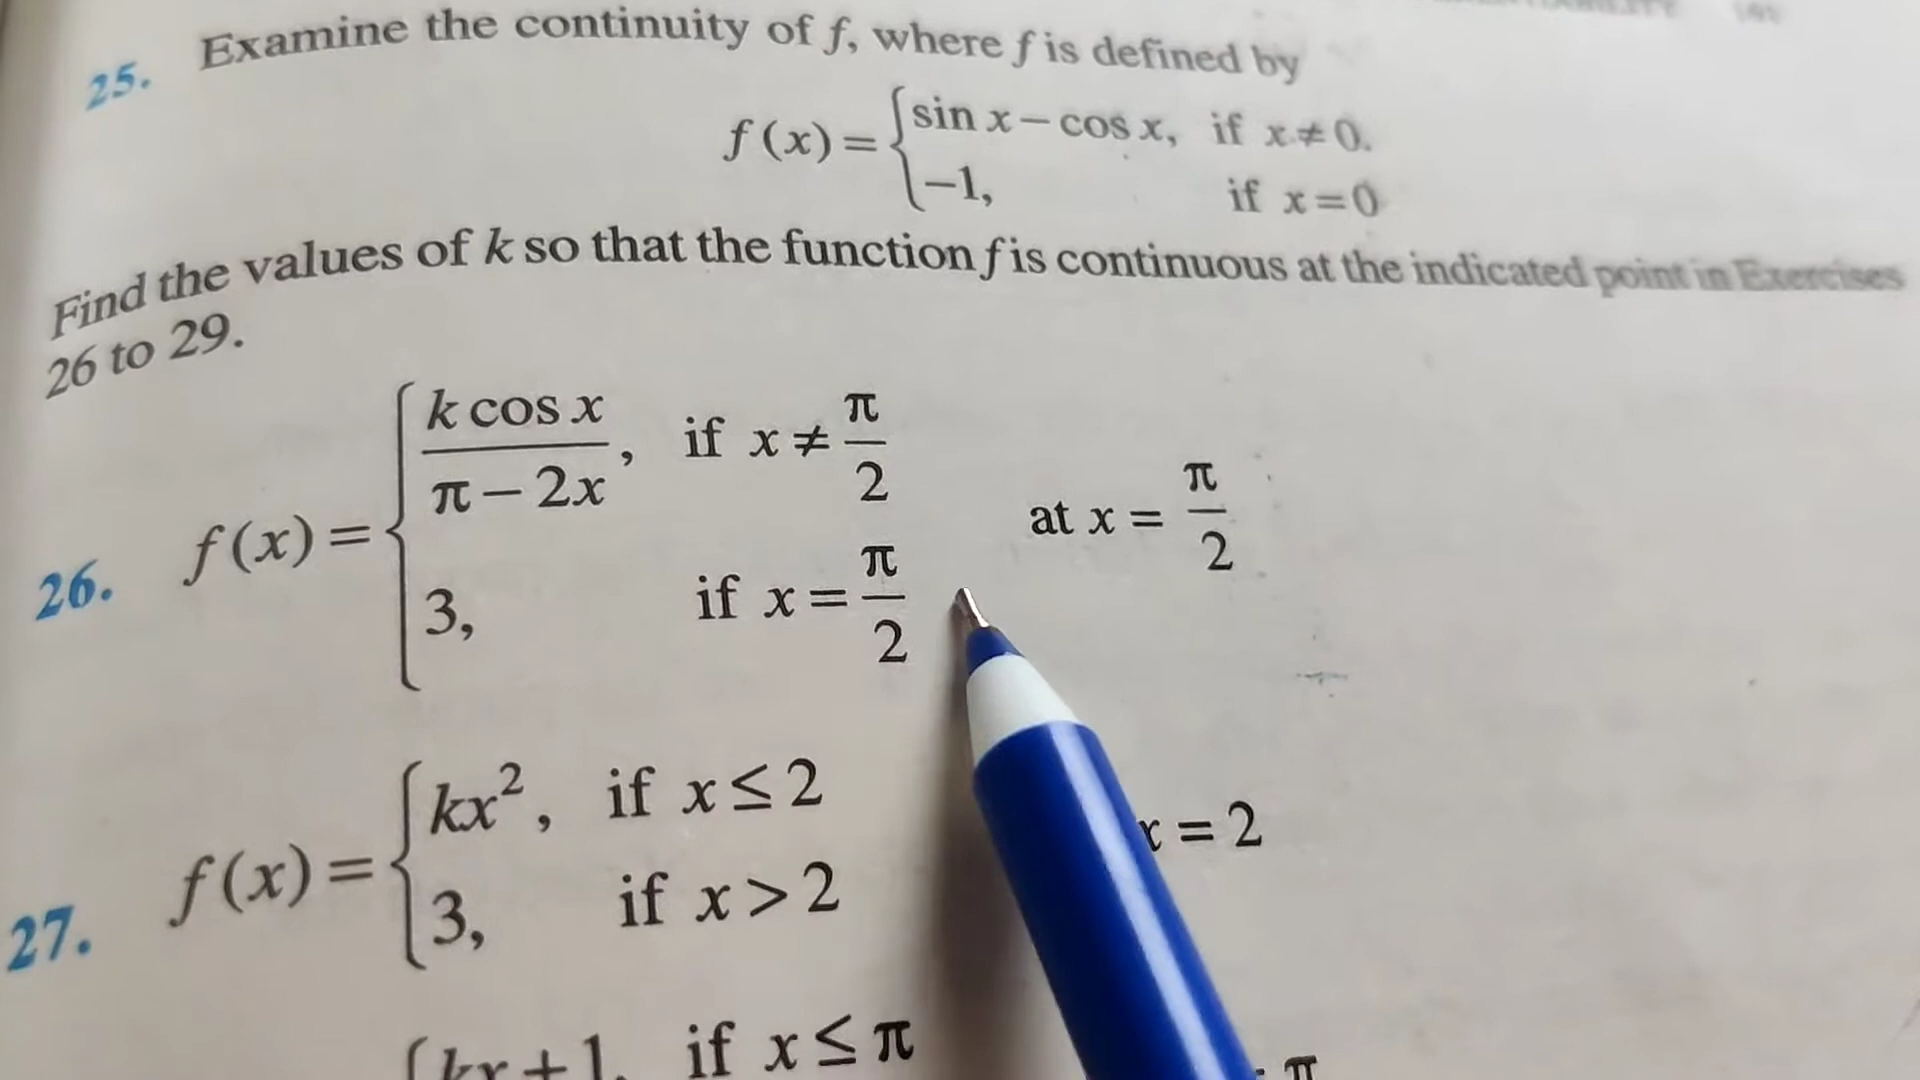 25. Examine the continuity of f, where f is defined by
f(x) = { sin x − cos x, if x ≠ 0.
−1, if x = 0
Find the values of k so that the function f is continuous at the indicated point in Exercises
26 to 29.
26. f(x) = { k cos x / π − 2x, if x ≠ π/2
3, if x = π/2
at x = π/2
27. f(x) = { kx², if x ≤ 2
3, if x > 2
x = 2
{ kx + 1, if x ≤ π
π